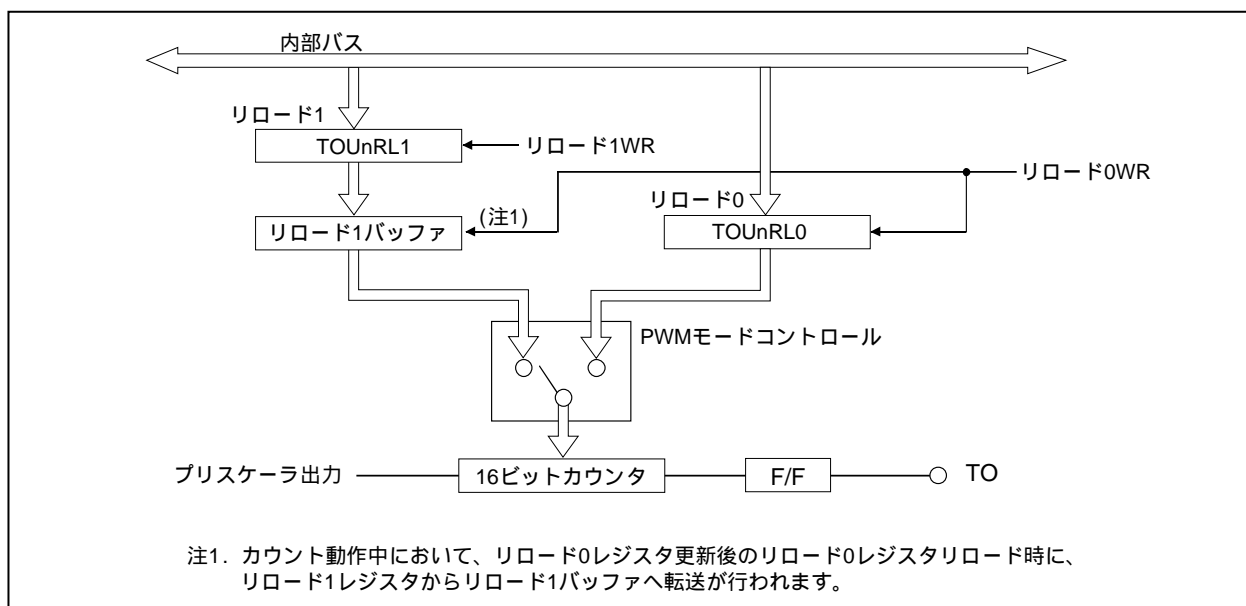 内部バス
リロード1
TOUnRL1
リロード1WR
リロード0WR
リロード0
リロード1バッファ
(注1)
TOUnRL0
PWMモードコントロール
プリスケーラ出力
16ビットカウンタ
F/F
TO
注1. カウント動作中において、リロード0レジスタ更新後のリロード0レジスタリロード時に、
リロード1レジスタからリロード1バッファへ転送が行われます。